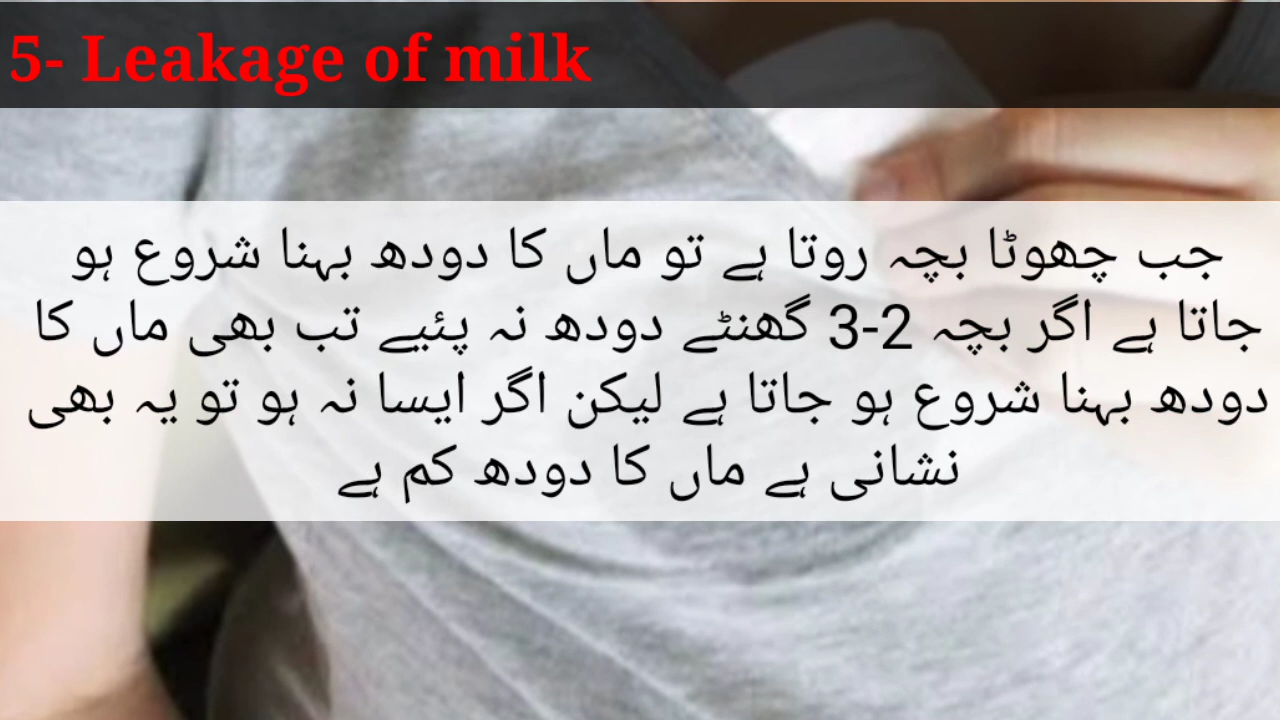 5- Leakage of milk
جب چھوٹا بچہ روتا ہے تو ماں کا دودھ بہنا شروع ہو
جاتا ہے اگر بچہ 2-3 گھنٹے دودھ نہ پئیے تب بھی ماں کا
دودھ بہنا شروع ہو جاتا ہے لیکن اگر ایسا نہ ہو تو یہ بھی
نشانی ہے ماں کا دودھ کم ہے